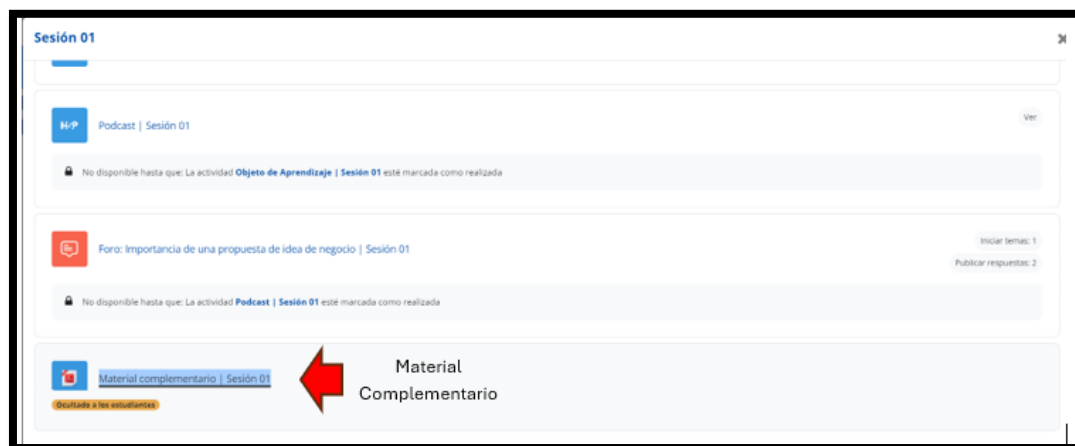 Sesión 01
H-P
Podcast | Sesión 01
Ver
No disponible hasta que: La actividad Objeto de Aprendizaje | Sesión 01 esté marcada como realizada
Foro: Importancia de una propuesta de idea de negocio | Sesión 01
Iniciar temas: 1
Publicar respuestas: 2
No disponible hasta que: La actividad Podcast | Sesión 01 esté marcada como realizada
Material complementario | Sesión 01
Ocultado a los estudiantes
Material
Complementario